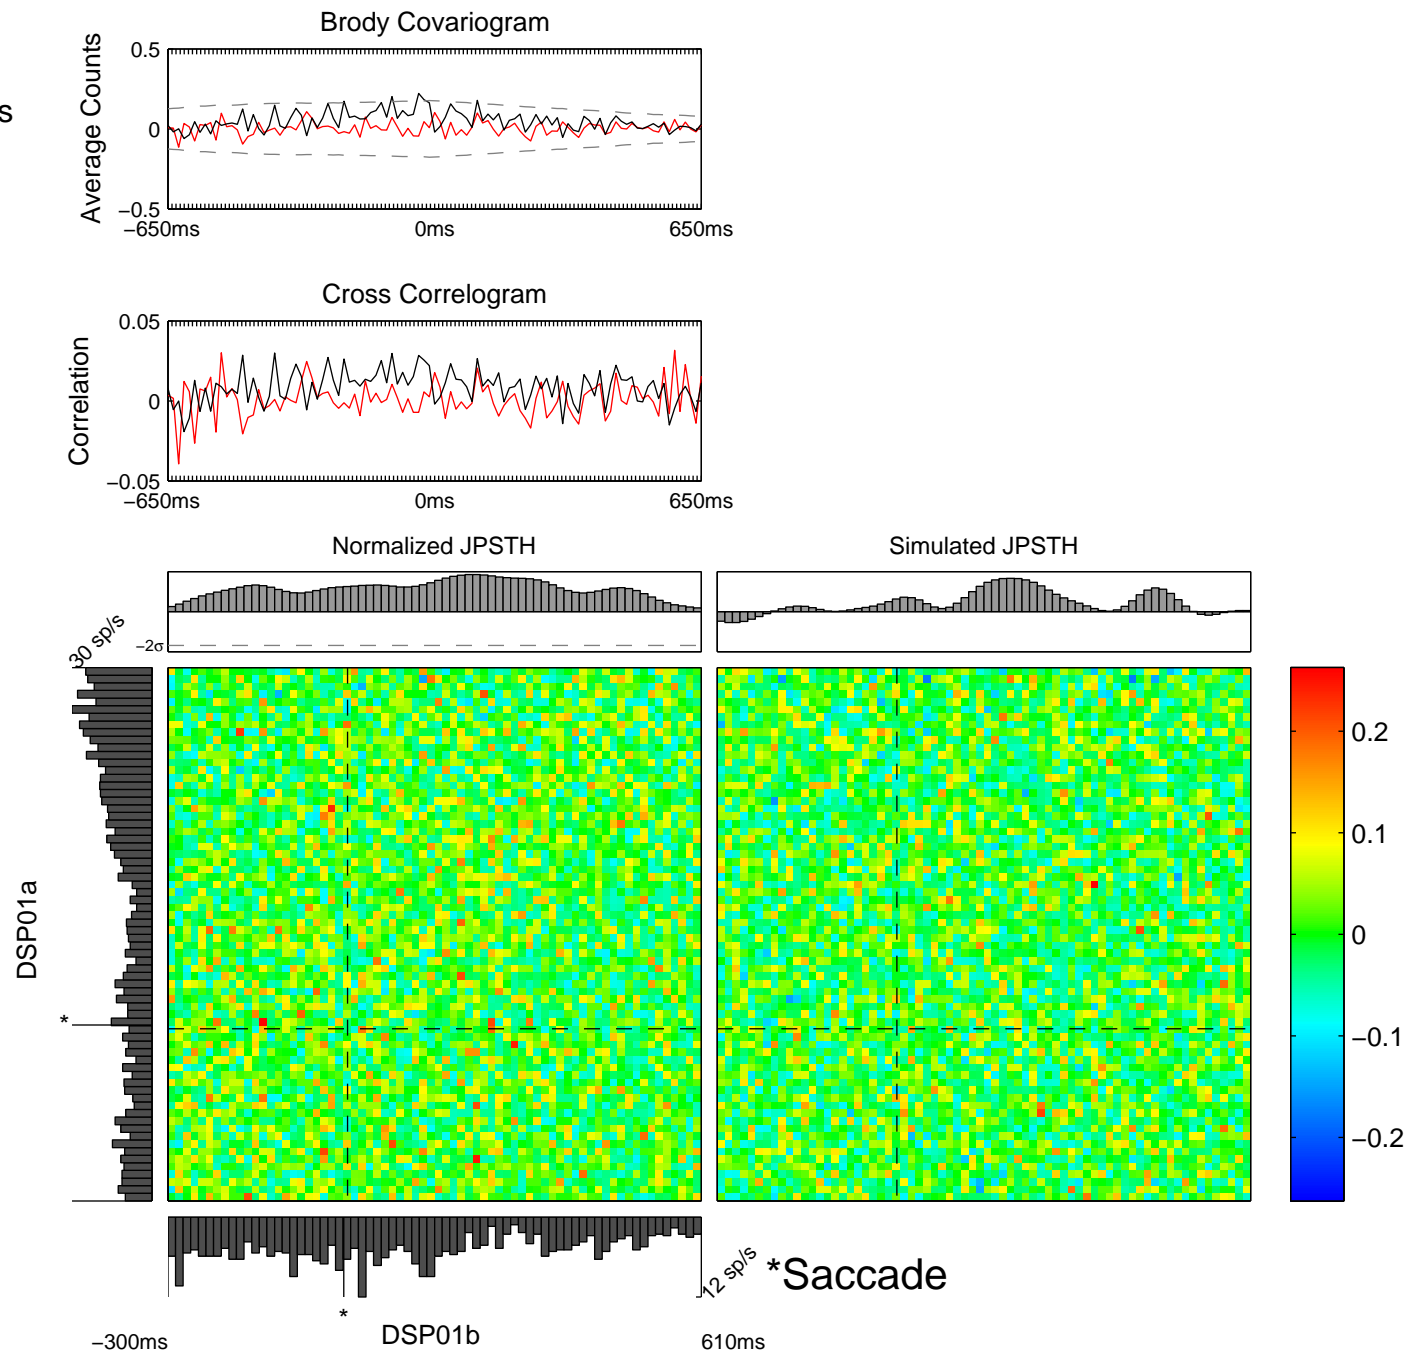 Brody Covariogram
Average Counts
0.5
0
−0.5
−650ms
0ms
650ms
s
Cross Correlogram
Correlation
0.05
0
−0.05
−650ms
0ms
650ms
Normalized JPSTH
Simulated JPSTH
30 sp/s
−2σ
DSP01a
*
0.2
0.1
0
−0.1
−0.2
12 sp/s
*Saccade
*
−300ms
DSP01b
610ms